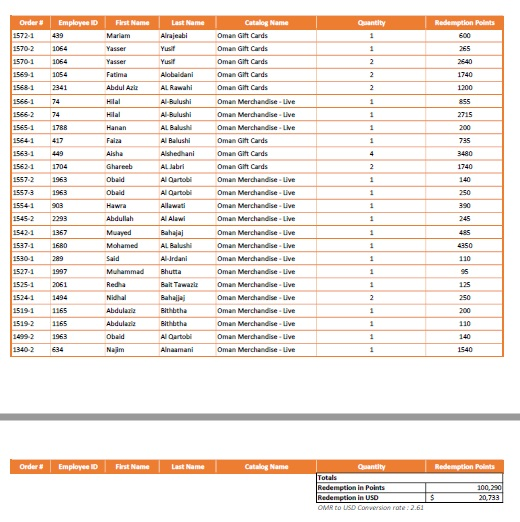 Order # Employee ID First Name Last Name Catalog Name Quantity Redemption Points
1572-1 439 Mariam Alrajeabi Oman Gift Cards 1 600
1570-2 1064 Yasser Yusif Oman Gift Cards 1 265
1570-1 1064 Yasser Yusif Oman Gift Cards 2 2640
1569-1 1054 Fatima Alobaidani Oman Gift Cards 2 1740
1568-1 2341 Abdul Aziz AL Rawahi Oman Gift Cards 2 1200
1566-1 74 Hilal Al-Bulushi Oman Merchandise - Live 1 855
1566-2 74 Hilal Al-Bulushi Oman Merchandise - Live 1 2715
1565-1 1788 Hanan AL Balushi Oman Merchandise - Live 1 200
1564-1 417 Faiza Al Balushi Oman Gift Cards 1 735
1563-1 449 Aisha Alshedhani Oman Gift Cards 4 3480
1562-1 1704 Ghareeb AL Jabri Oman Gift Cards 2 1740
1557-2 1963 Obaid Al Qartobi Oman Merchandise - Live 1 140
1557-3 1963 Obaid Al Qartobi Oman Merchandise - Live 1 250
1554-1 903 Hawra Allawati Oman Merchandise - Live 1 390
1545-2 2293 Abdullah Al Alawi Oman Merchandise - Live 1 245
1542-1 1367 Muayed Bahajaj Oman Merchandise - Live 1 485
1537-1 1680 Mohamed AL Balushi Oman Merchandise - Live 1 4350
1530-1 289 Said Al-Jrdani Oman Merchandise - Live 1 110
1527-1 1997 Muhammad Bhutta Oman Merchandise - Live 1 95
1525-1 2061 Redha Bait Tawaziz Oman Merchandise - Live 1 125
1524-1 1494 Nidhal Bahajjaj Oman Merchandise - Live 2 250
1519-1 1165 Abdulaziz Bithbtha Oman Merchandise - Live 1 200
1519-2 1165 Abdulaziz Bithbtha Oman Merchandise - Live 1 110
1499-2 1963 Obaid Al Qartobi Oman Merchandise - Live 1 140
1340-2 634 Najim Alnaamani Oman Merchandise - Live 1 1540
Order # Employee ID First Name Last Name Catalog Name Quantity Redemption Points
Totals
Redemption in Points 100,290
Redemption in USD $ 20,733
OMR to USD Conversion rate : 2.61